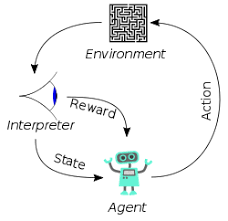 Environment
Reward
Interpreter
Action
State
Agent